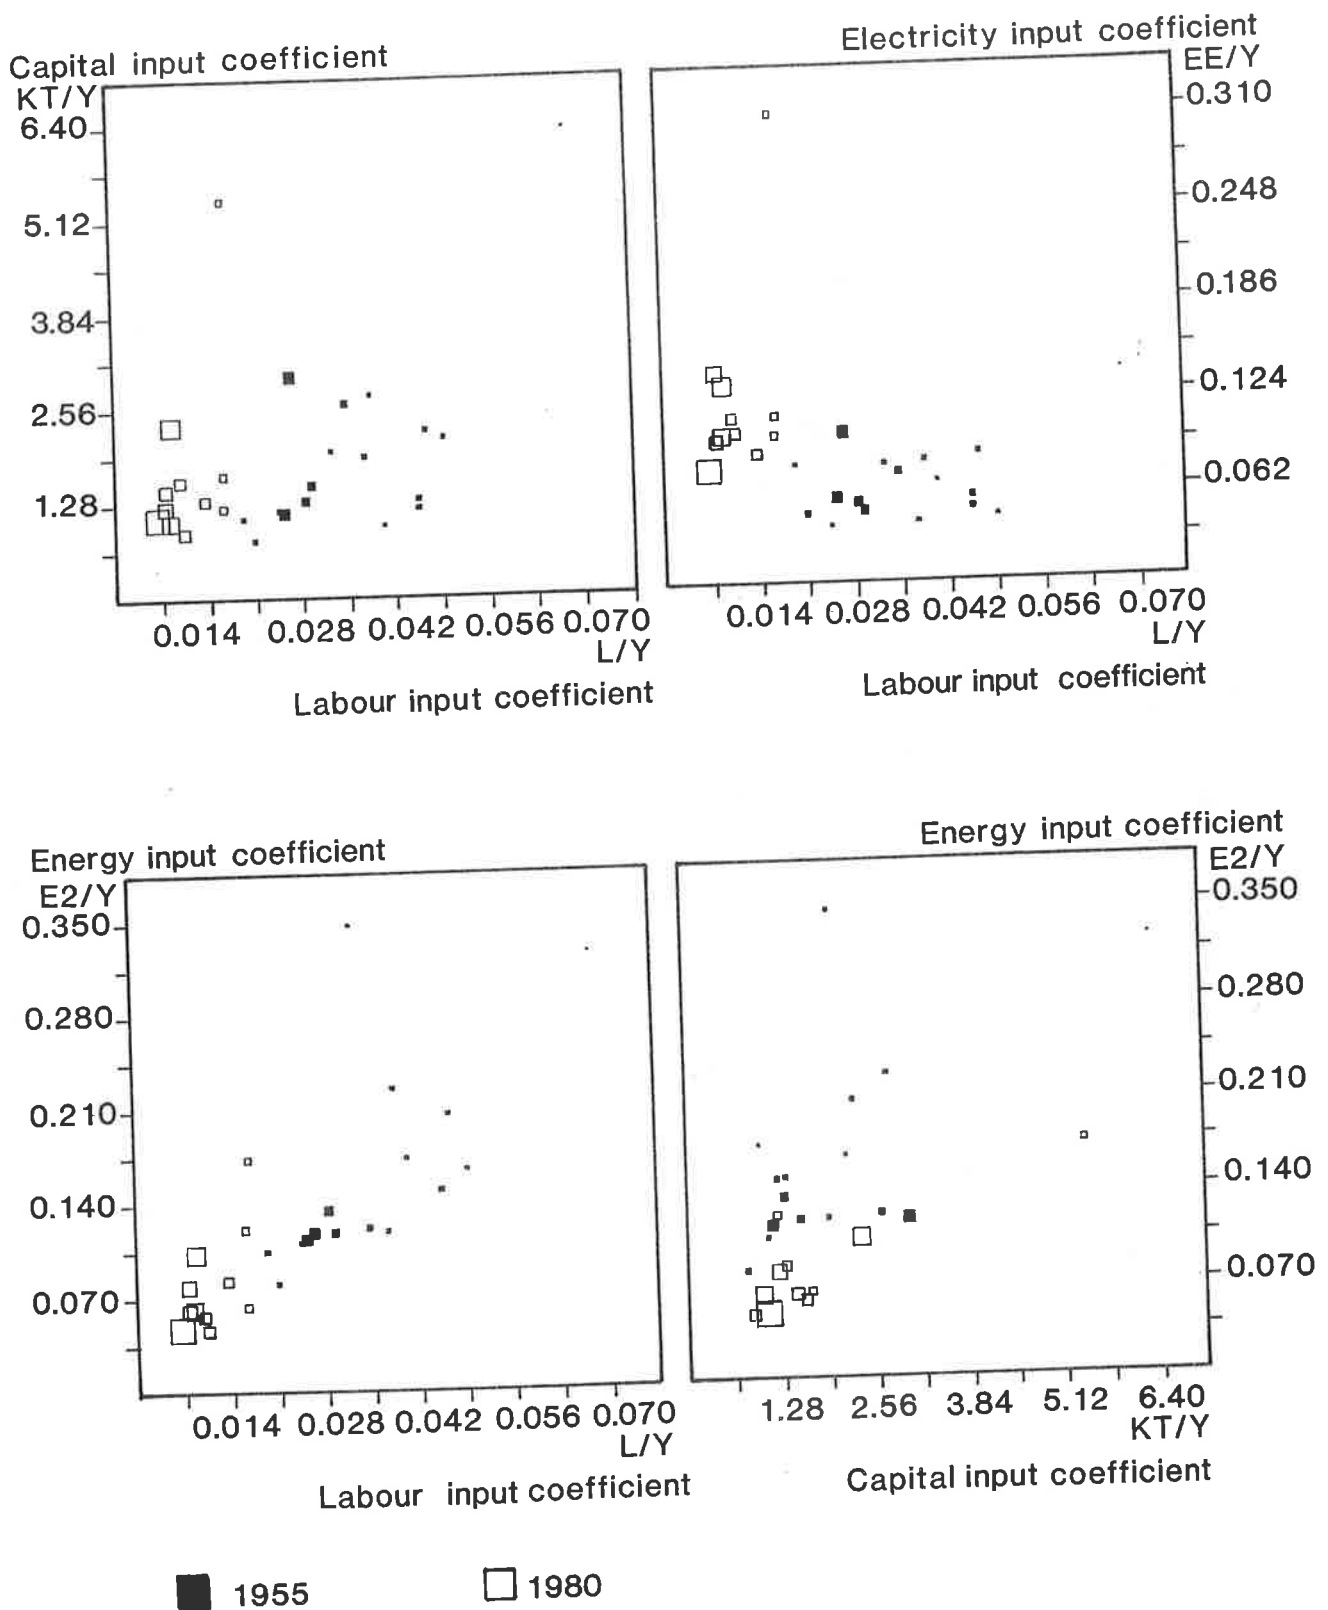 Capital input coefficient
KT/Y
6.40
5.12
3.84
2.56
1.28
0.014 0.028 0.042 0.056 0.070
L/Y
Labour input coefficient
Electricity input coefficient
EE/Y
0.310
0.248
0.186
0.124
0.062
0.014 0.028 0.042 0.056 0.070
L/Y
Labour input coefficient
Energy input coefficient
E2/Y
0.350
0.280
0.210
0.140
0.070
0.014 0.028 0.042 0.056 0.070
L/Y
Labour input coefficient
Energy input coefficient
E2/Y
0.350
0.280
0.210
0.140
0.070
1.28 2.56 3.84 5.12 6.40
KT/Y
Capital input coefficient
1955 1980